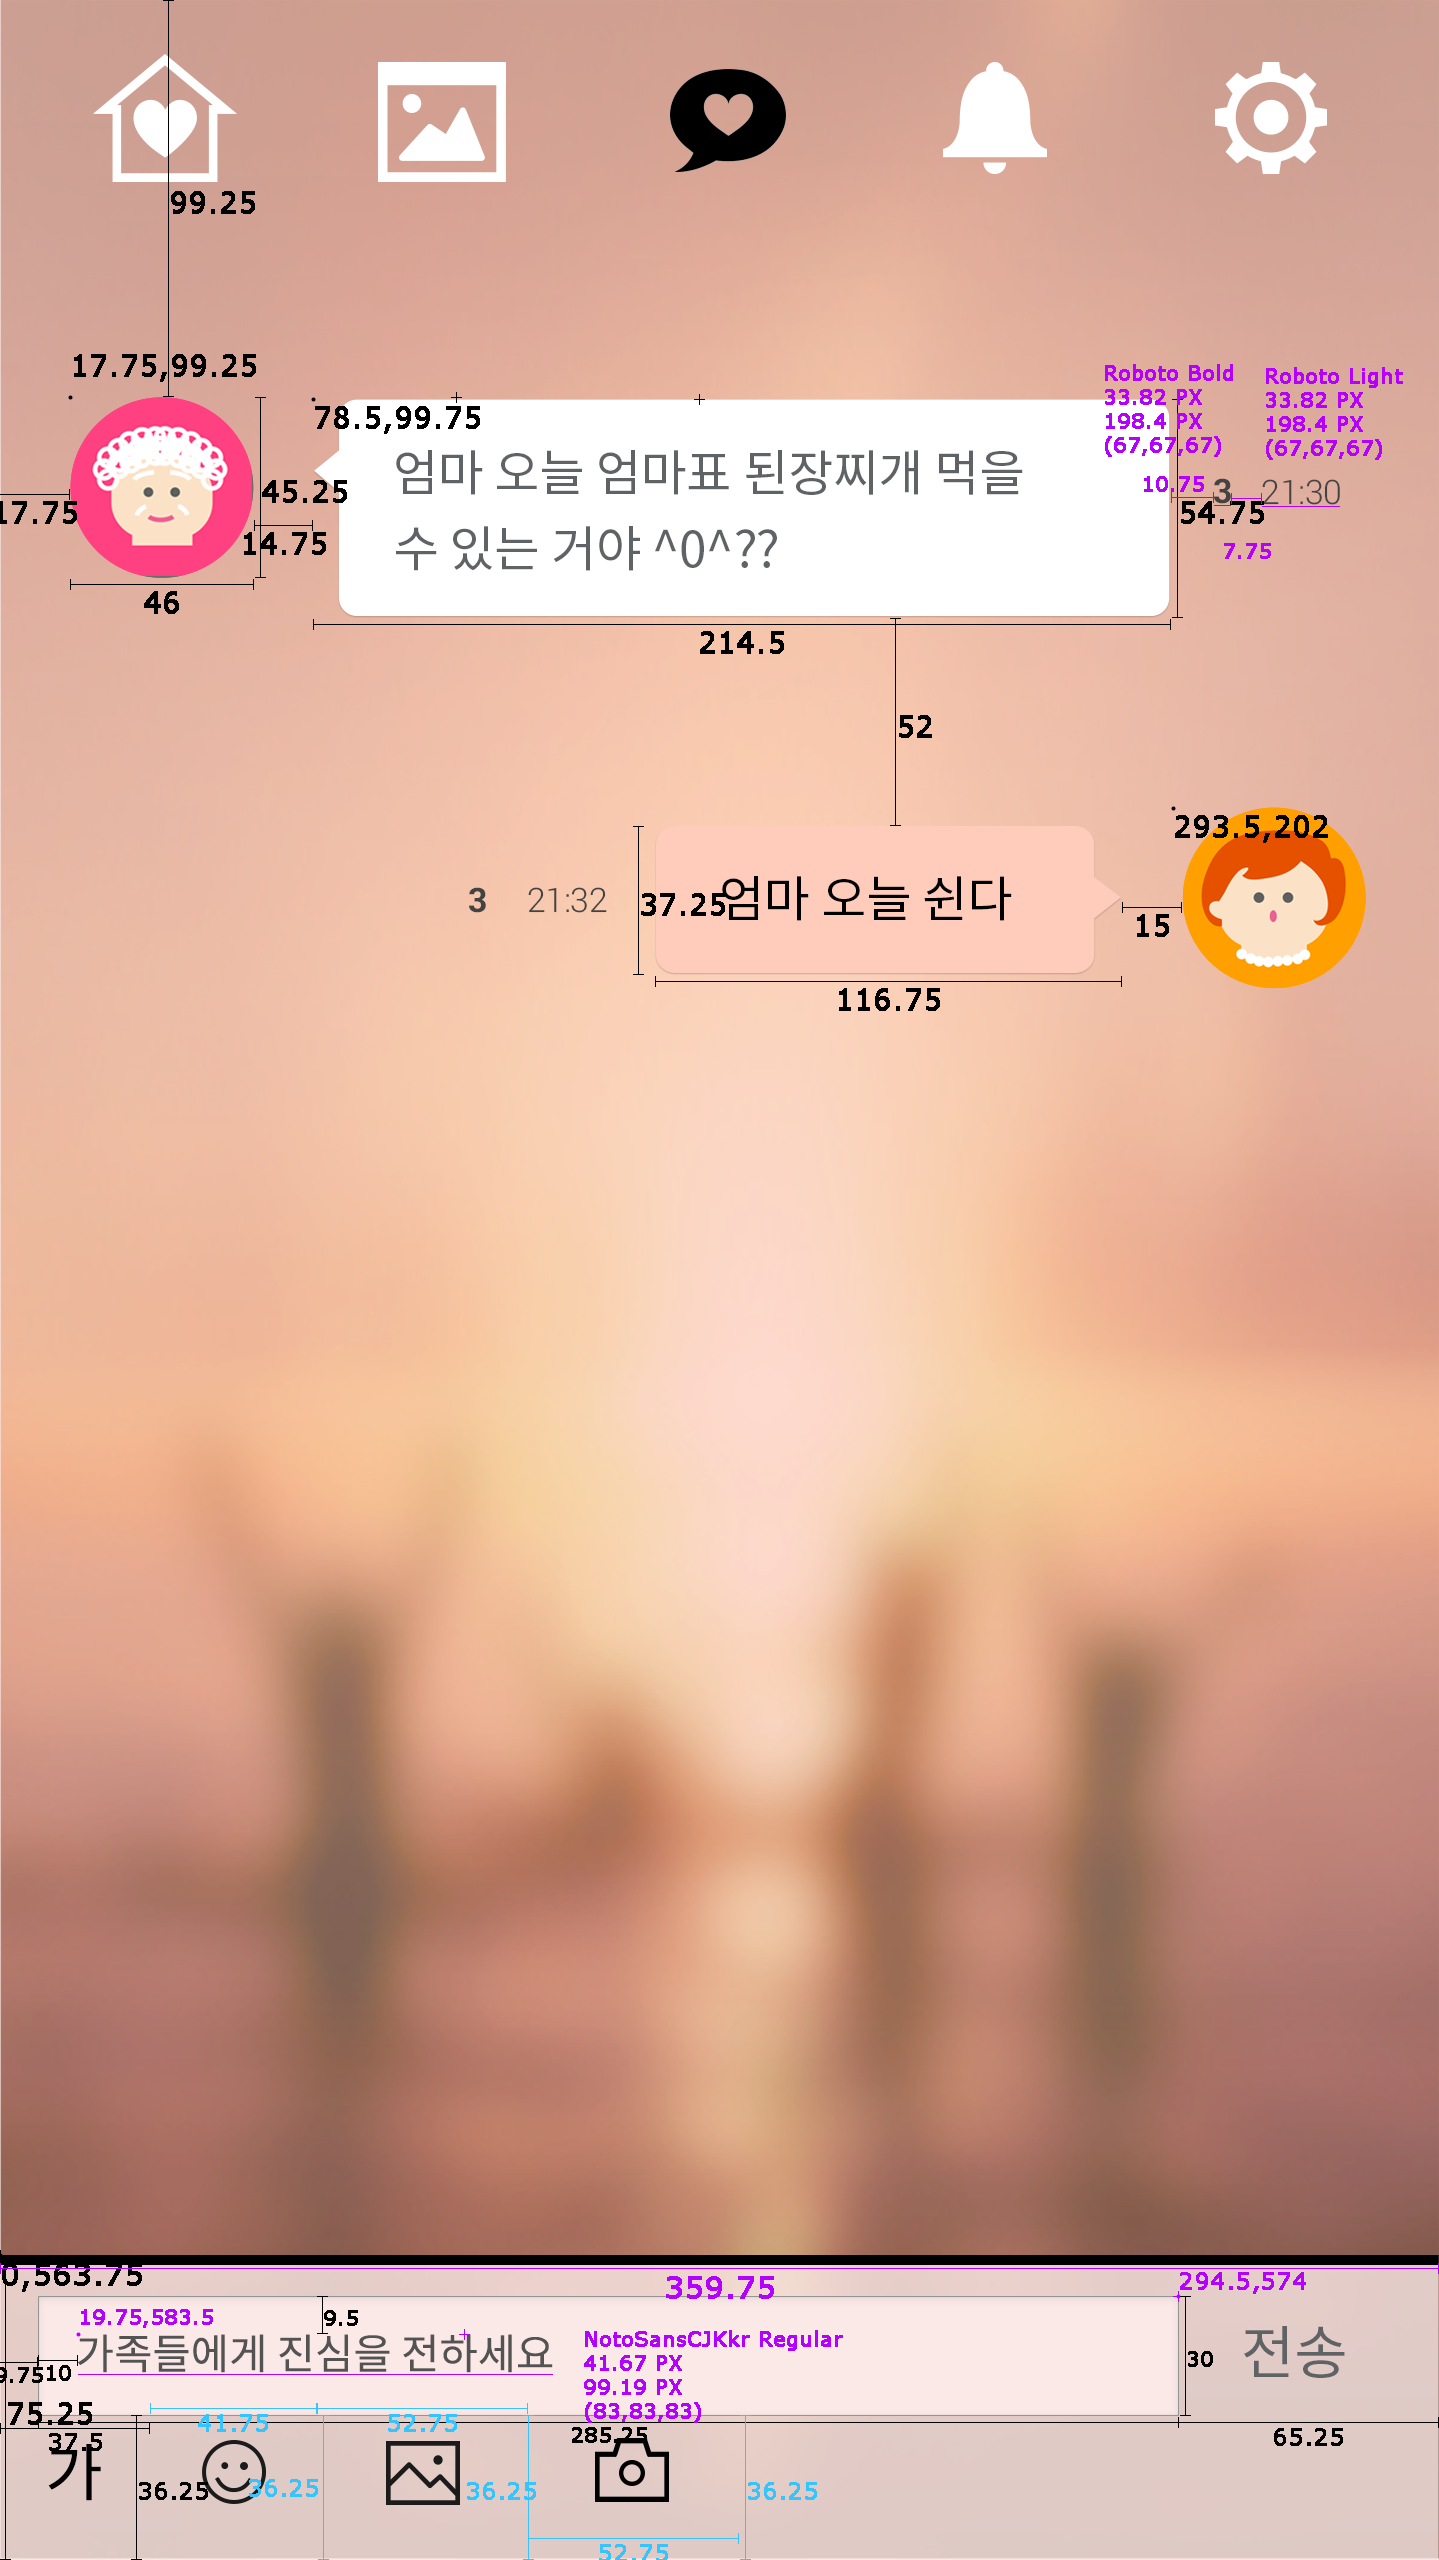 99.25
17.75,99.25
Roboto Bold
33.82 PX
198.4 PX
(67,67,67)
Roboto Light
33.82 PX
198.4 PX
(67,67,67)
78.5,99.75
엄마 오늘 엄마표 된장찌개 먹을
수 있는 거야 ^0^??
45.25
17.75
14.75
46
10.75
3
21:30
54.75
7.75
214.5
52
293.5,202
3
21:32
37.25
엄마 오늘 쉰다
15
116.75
0,563.75
359.75
294.5,574
19.75,583.5
9.5
가족들에게 진심을 전하세요
NotoSansCJKkr Regular
41.67 PX
99.19 PX
(83,83,83)
30
전송
9.75
10
75.25
41.75
52.75
285.25
65.25
37.5
가
36.25
36.25
36.25
36.25
52.75